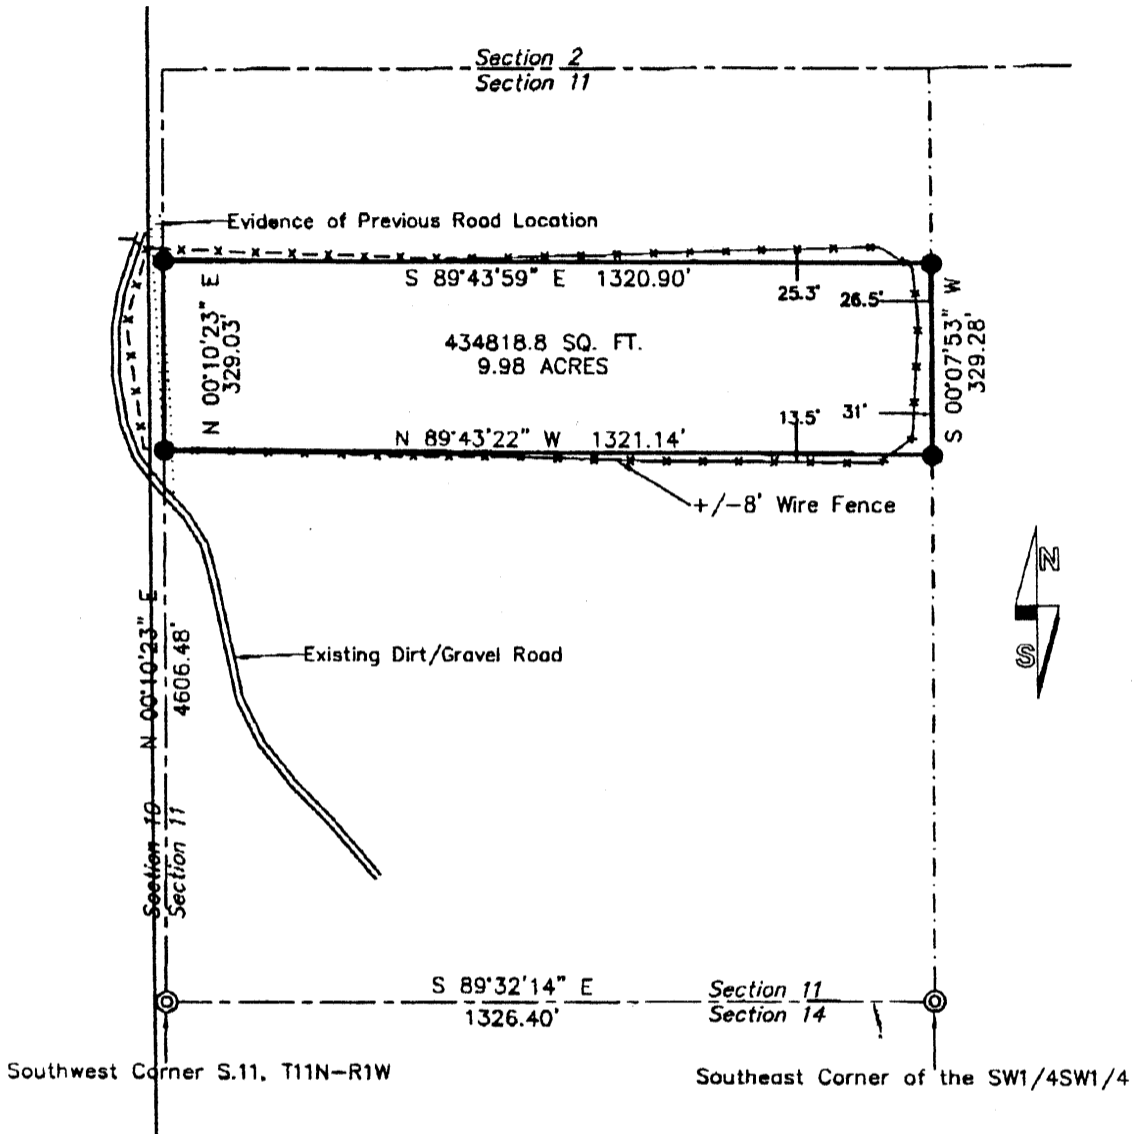 Section 2
Section 11
Evidence of Previous Road Location
S 89°43'59" E 1320.90'
25.3'
26.5'
N 00°10'23" E
329.03'
434818.8 SQ. FT.
9.98 ACRES
S 00°07'53" W
329.28'
13.5'
31'
N 89°43'22" W 1321.14'
+/-8' Wire Fence
N
S
N 00°10'23" E
4606.48'
Existing Dirt/Gravel Road
Section 10
Section 11
S 89°32'14" E
1326.40'
Section 11
Section 14
Southwest Corner S.11, T11N-R1W
Southeast Corner of the SW1/4SW1/4